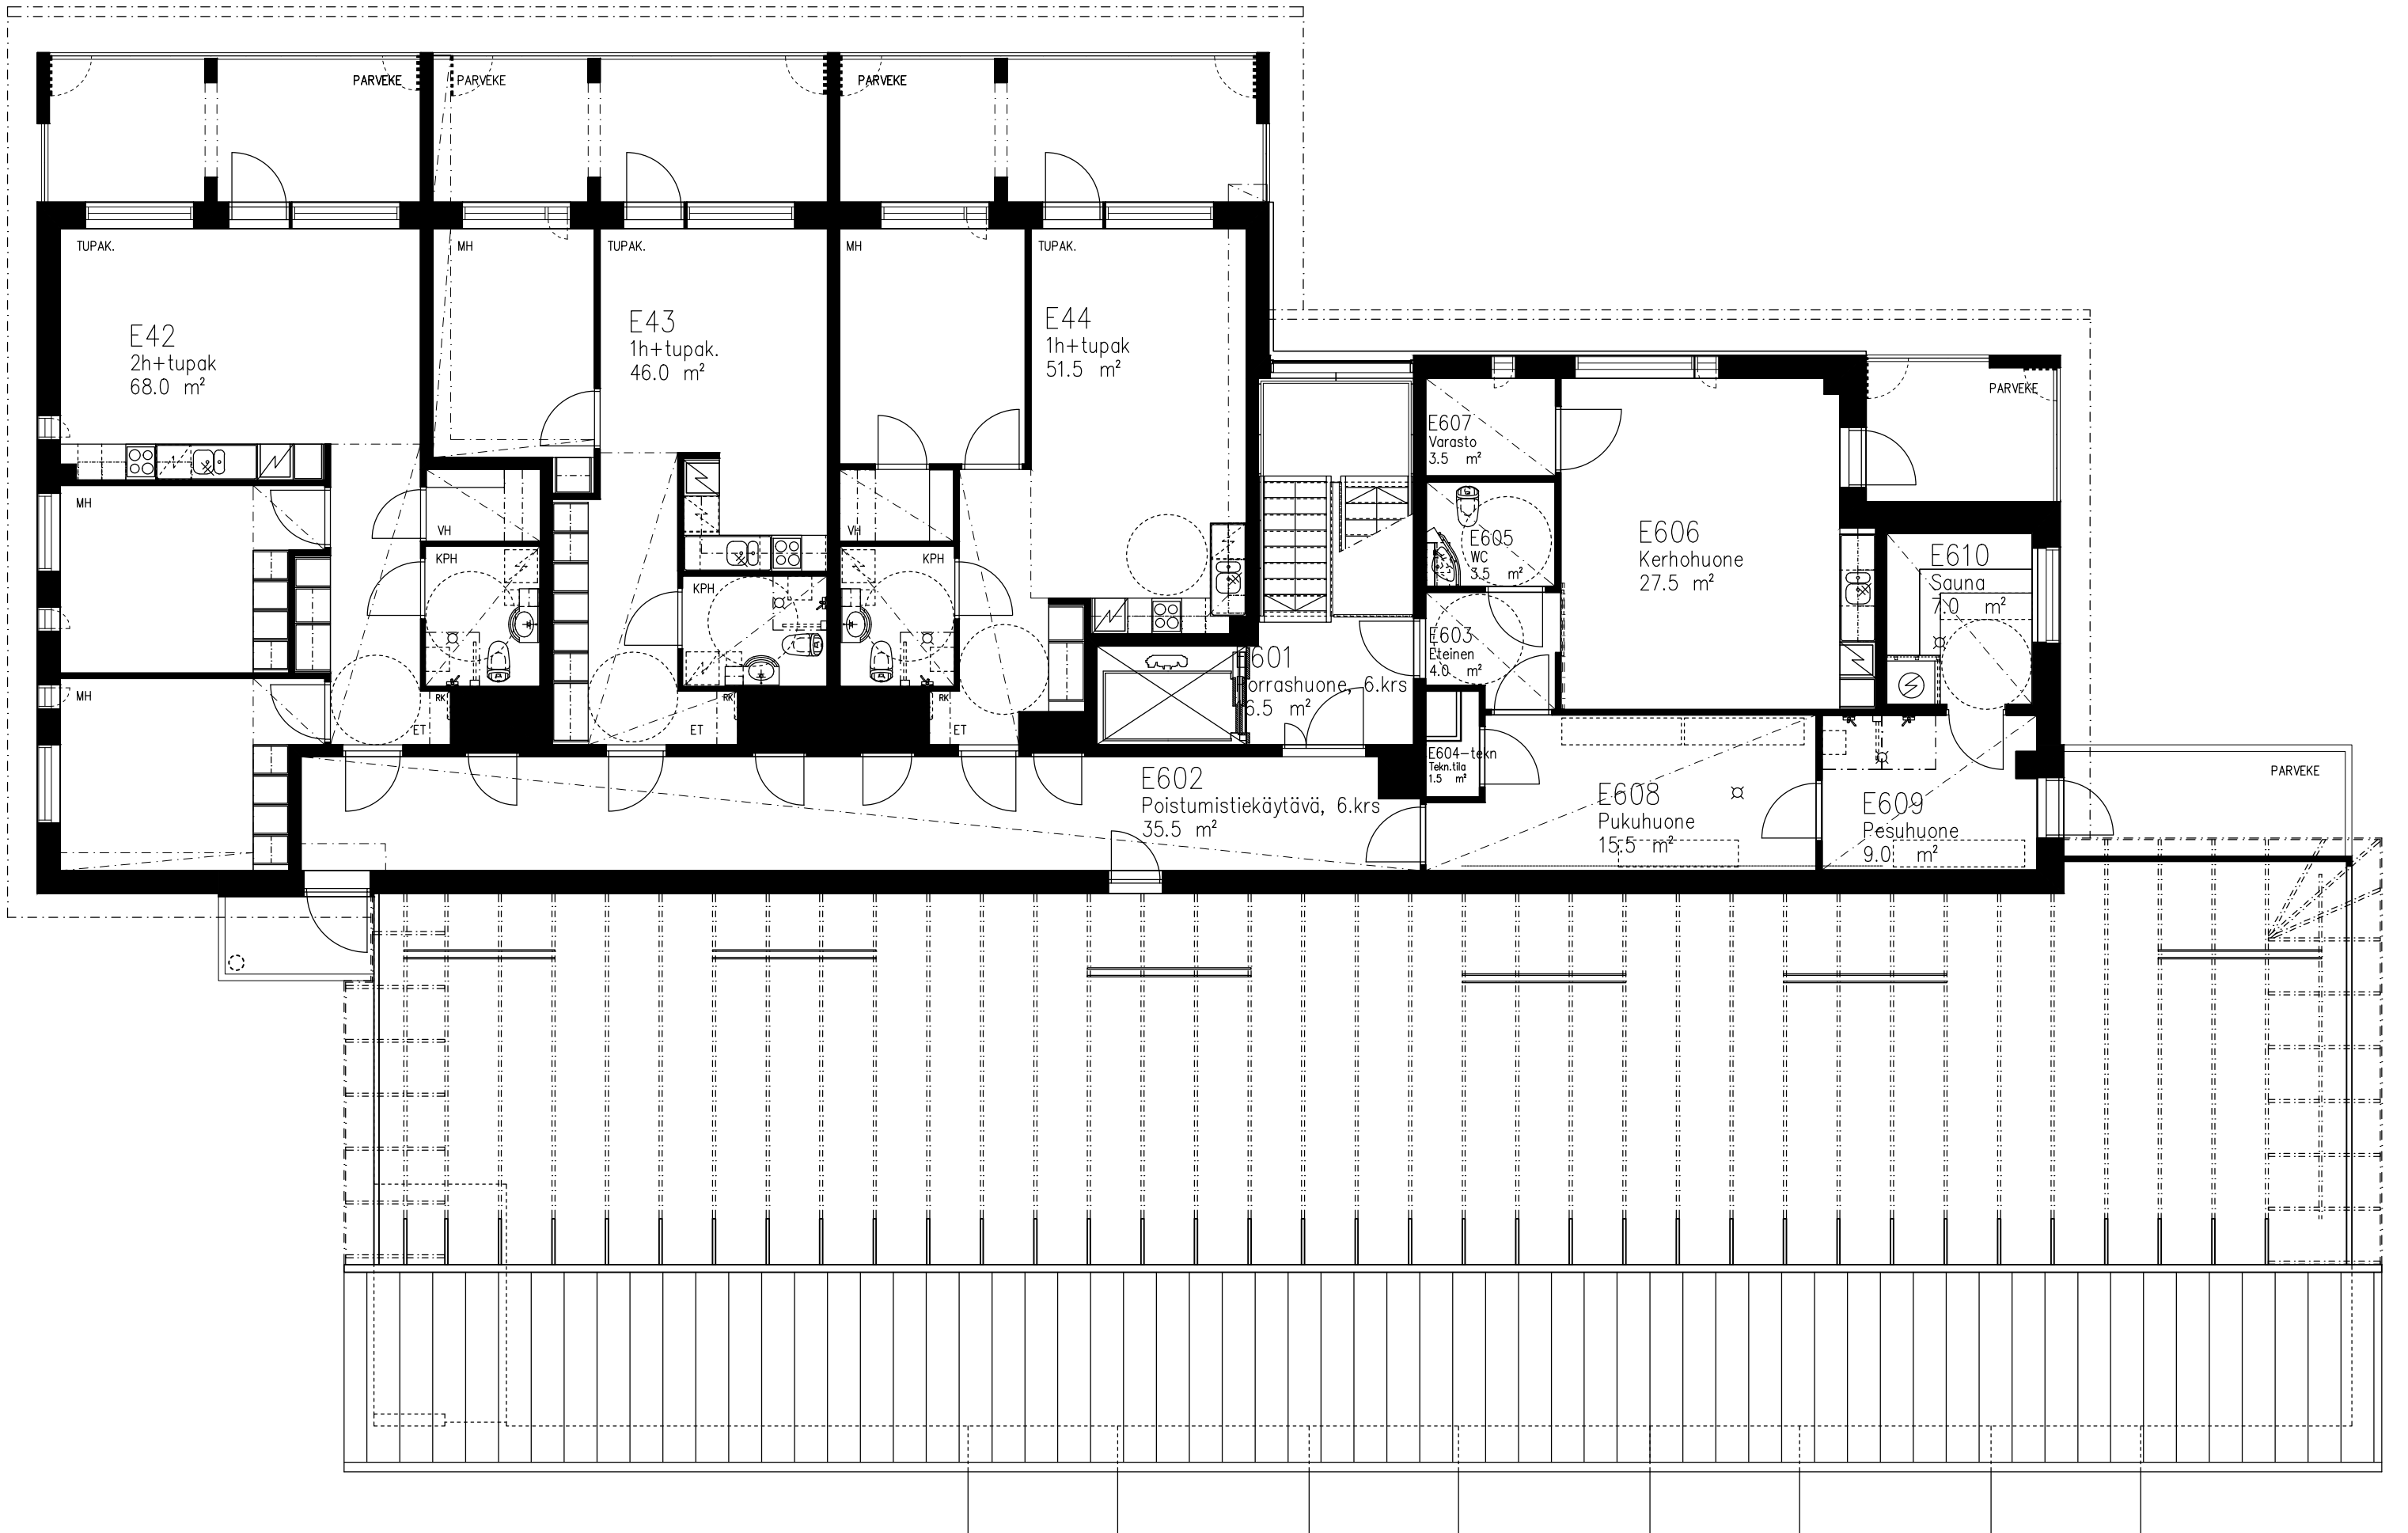 PARVEKE
PARVEKE
PARVEKE
TUPAK.
MH
TUPAK.
MH
TUPAK.
E42
2h+tupak
68.0 m²
E43
1h+tupak.
46.0 m²
E44
1h+tupak
51.5 m²
PARVEKE
E607
Varasto
3.5 m²
MH
VH
VH
KPH
KPH
KPH
E605
WC
3.5 m²
E606
Kerhohuone
27.5 m²
E610
Sauna
7.0 m²
E603
Eteinen
4.0 m²
MH
RK
ET
RK
ET
RK
ET
601
orrashuone, 6.krs
6.5 m²
E604-tekn
Tekn.tila
1.5 m²
E602
Poistumistiekäytävä, 6.krs
35.5 m²
E608
Pukuhuone
15.5 m²
E609
Pesuhuone
9.0 m²
PARVEKE